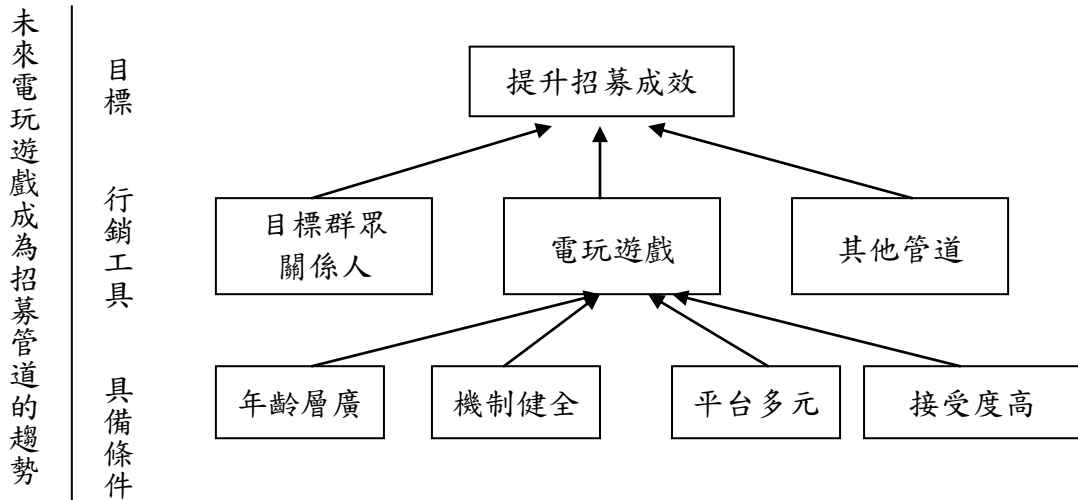 未來電玩遊戲成為招募管道的趨勢
目標
提升招募成效
行銷工具
目標群眾
關係人
電玩遊戲
其他管道
具備條件
年齡層廣
機制健全
平台多元
接受度高